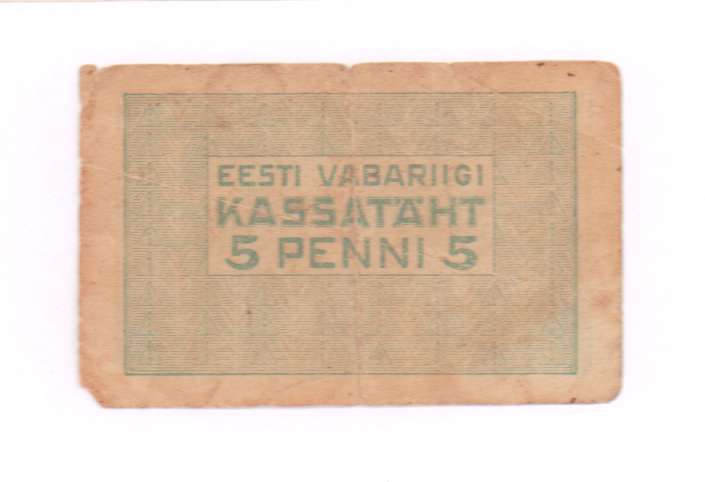 EESTI VABARIIGI
KASSATÄHT
5 PENNI 5